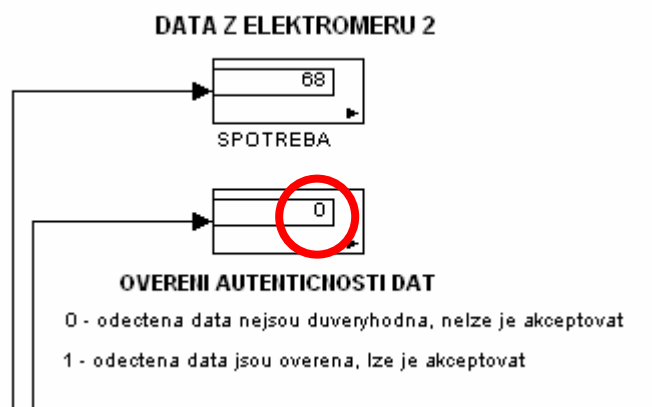 DATA Z ELEKTROMERU 2
68
SPOTREBA
0
OVERENI AUTENTICNOSTI DAT
0 - odectena data nejsou duveryhodna, nelze je akceptovat
1 - odectena data jsou overena, lze je akceptovat